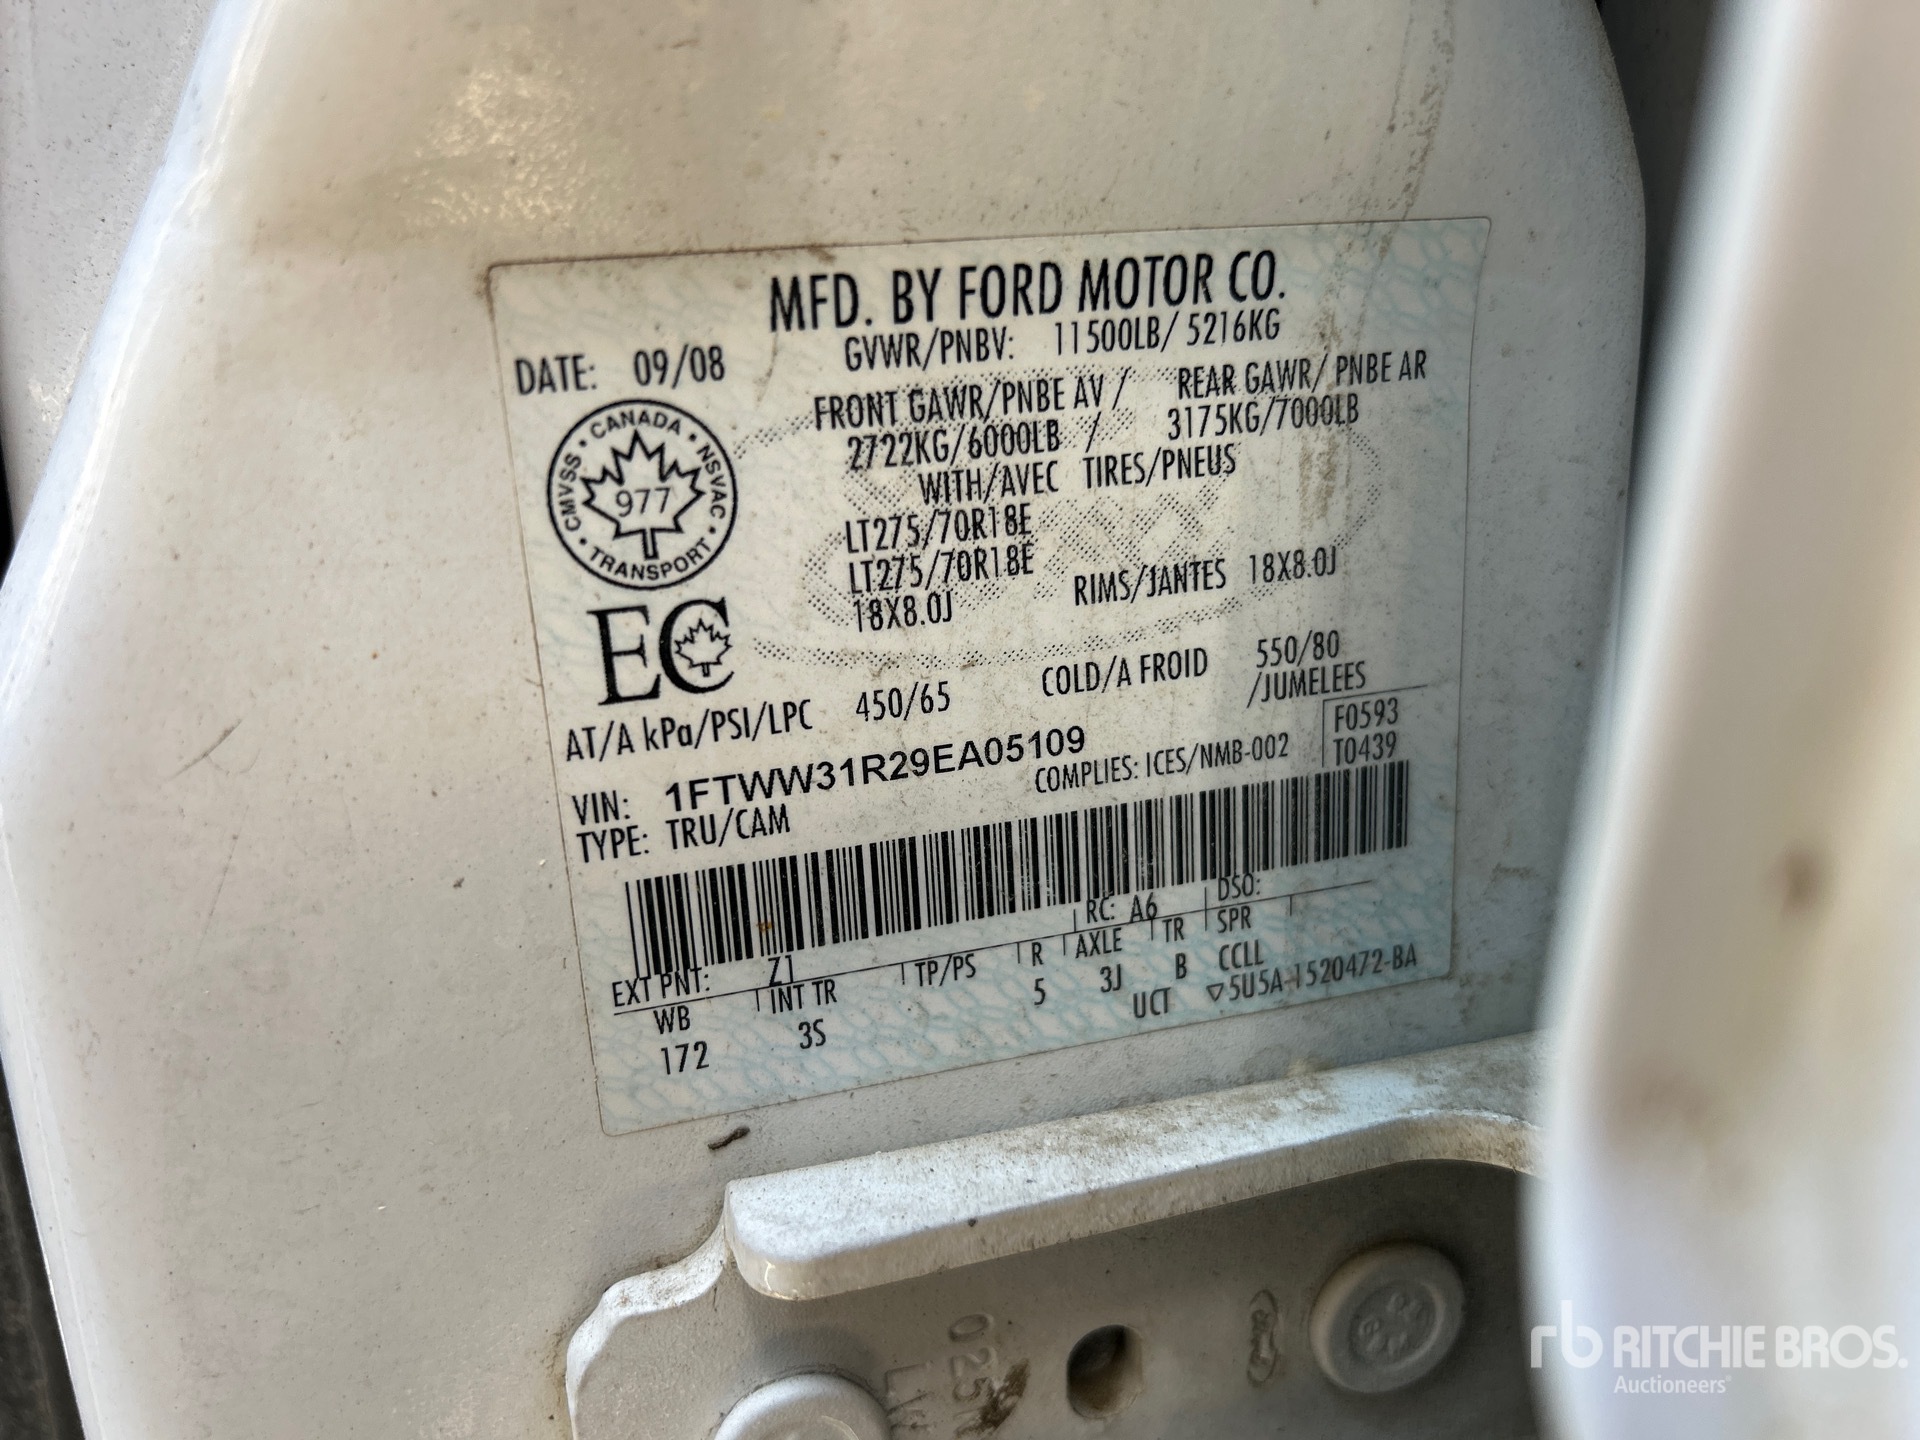 MFD. BY FORD MOTOR CO.
DATE: 09/08 GVWR/PNBV: 11500LB/ 5216KG
FRONT GAWR/PNBE AV / REAR GAWR/ PNBE AR
2722KG/6000LB / 3175KG/7000LB
WITH/AVEC TIRES/PNEUS
LT275/70R18E
LT275/70R18E
18X8.0J RIMS/JANTES 18X8.0J
CANADA • NSVAC • TRANSPORT • CMVSS •
977
EC
AT/A kPa/PSI/LPC 450/65 COLD/A FROID 550/80
/JUMELEES
VIN: 1FTWW31R29EA05109
F0593
T0439
TYPE: TRU/CAM COMPLIES: ICES/NMB-002
EXT PNT: Z1 RC: A6 DSO:
WB INT TR TP/PS R AXLE TR SPR
172 3S 5 3J B CCLL
UCT ▽5U5A-1520472-BA
rb RITCHIE BROS.
Auctioneers